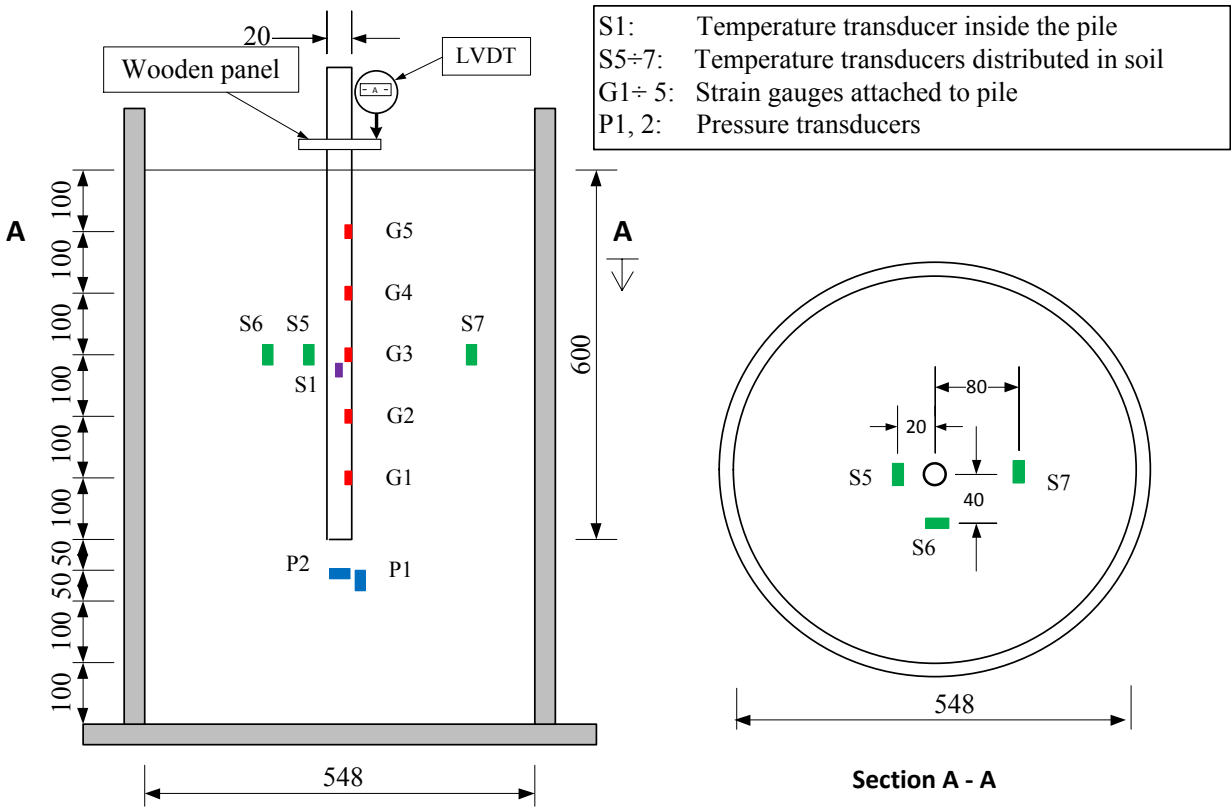 S1: Temperature transducer inside the pile
S5÷7: Temperature transducers distributed in soil
G1÷ 5: Strain gauges attached to pile
P1, 2: Pressure transducers
20
Wooden panel
LVDT
- A -
A
A
100
100
100
100
100
100
50
50
100
100
600
G5
G4
S6
S5
S7
G3
S1
G2
G1
P2
P1
548
80
20
S5
S7
40
S6
548
Section A - A